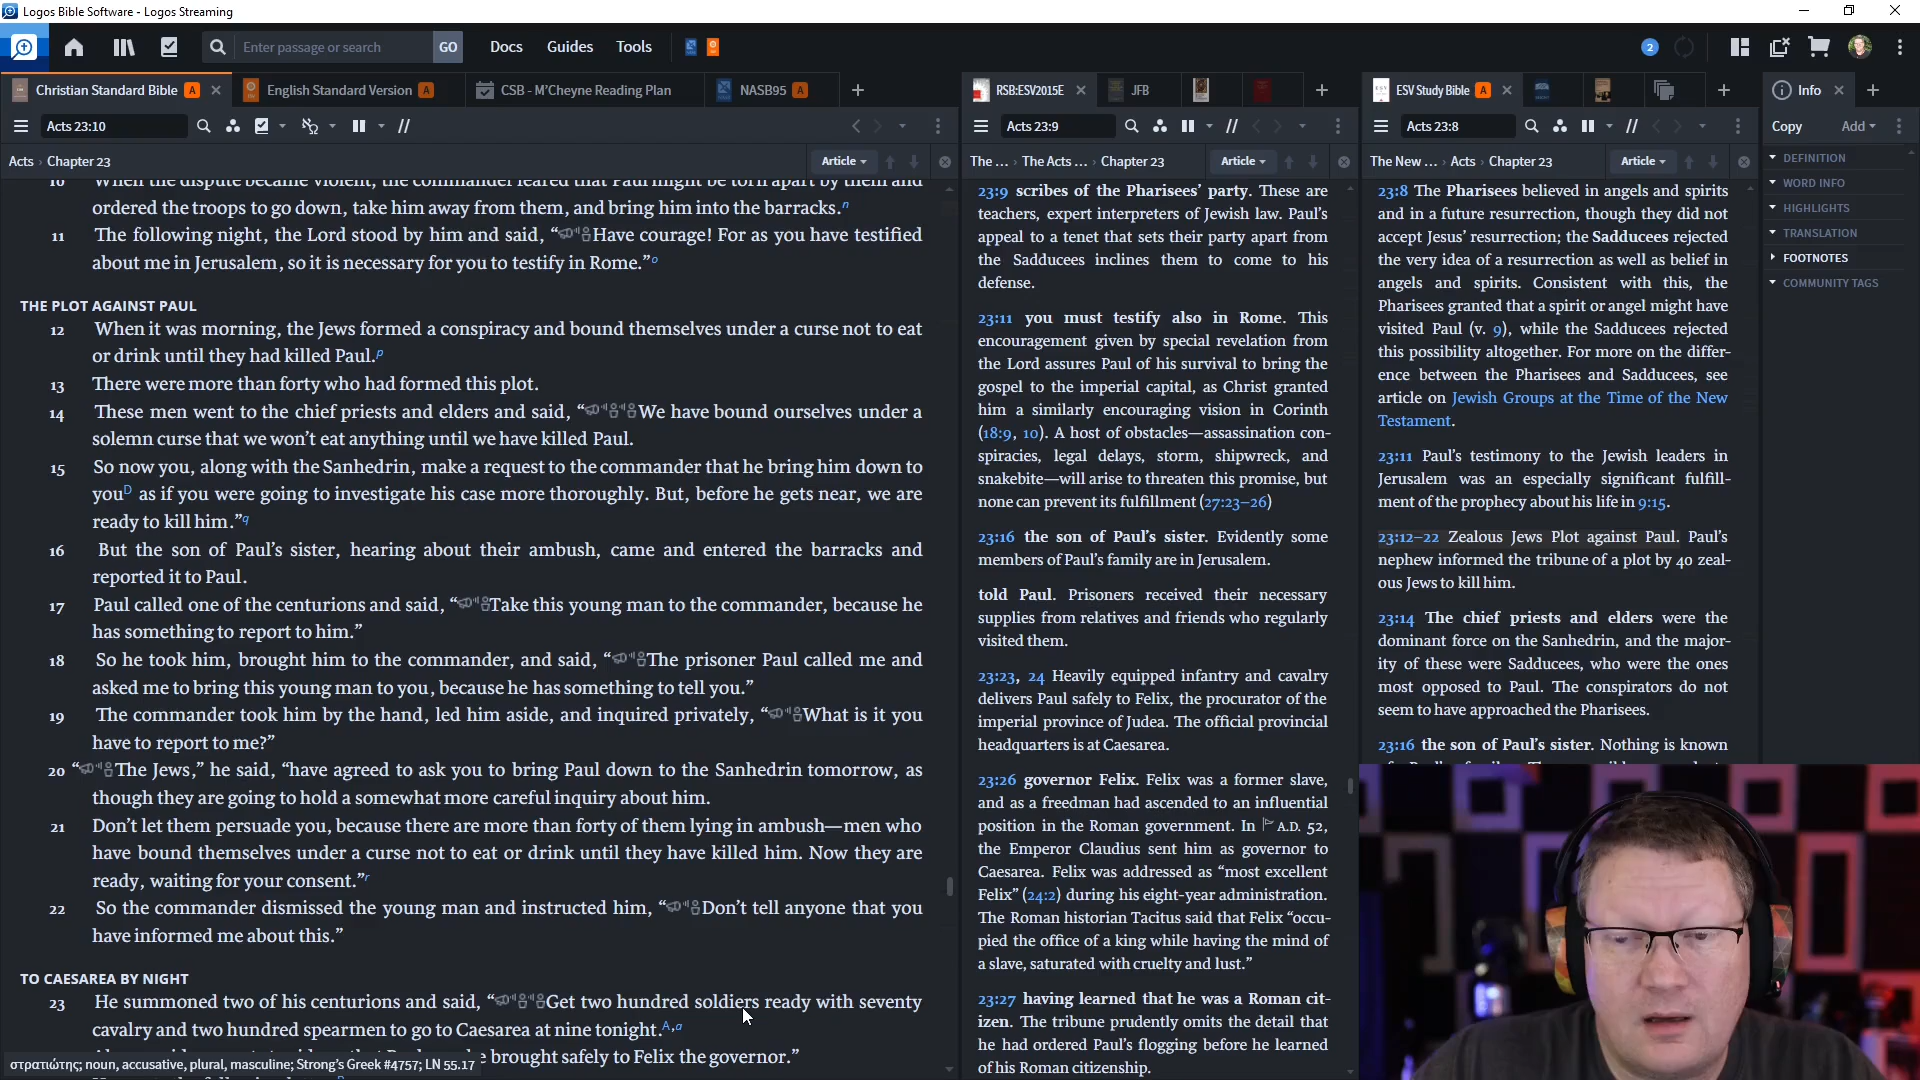 Logos Bible Software - Logos Streaming
Enter passage or search GO Docs Guides Tools 2
Christian Standard Bible A English Standard Version A CSB - M'Cheyne Reading Plan NASB95 A
Acts 23:10
Acts › Chapter 23 Article
10 When the dispute became violent, the commander feared that Paul might be torn apart by them and
ordered the troops to go down, take him away from them, and bring him into the barracks.n
11 The following night, the Lord stood by him and said, “Have courage! For as you have testified
about me in Jerusalem, so it is necessary for you to testify in Rome.”o
THE PLOT AGAINST PAUL
12 When it was morning, the Jews formed a conspiracy and bound themselves under a curse not to eat
or drink until they had killed Paul.p
13 There were more than forty who had formed this plot.
14 These men went to the chief priests and elders and said, “We have bound ourselves under a
solemn curse that we won’t eat anything until we have killed Paul.
15 So now you, along with the Sanhedrin, make a request to the commander that he bring him down to
youD as if you were going to investigate his case more thoroughly. But, before he gets near, we are
ready to kill him.”q
16 But the son of Paul’s sister, hearing about their ambush, came and entered the barracks and
reported it to Paul.
17 Paul called one of the centurions and said, “Take this young man to the commander, because he
has something to report to him.”
18 So he took him, brought him to the commander, and said, “The prisoner Paul called me and
asked me to bring this young man to you, because he has something to tell you.”
19 The commander took him by the hand, led him aside, and inquired privately, “What is it you
have to report to me?”
20 “The Jews,” he said, “have agreed to ask you to bring Paul down to the Sanhedrin tomorrow, as
though they are going to hold a somewhat more careful inquiry about him.
21 Don’t let them persuade you, because there are more than forty of them lying in ambush—men who
have bound themselves under a curse not to eat or drink until they have killed him. Now they are
ready, waiting for your consent.”r
22 So the commander dismissed the young man and instructed him, “Don’t tell anyone that you
have informed me about this.”
TO CAESAREA BY NIGHT
23 He summoned two of his centurions and said, “Get two hundred soldiers ready with seventy
cavalry and two hundred spearmen to go to Caesarea at nine tonight.A,a
brought safely to Felix the governor.”
στρατιώτης; noun, accusative, plural, masculine; Strong’s Greek #4757; LN 55.17
RSB:ESV2015E JFB
Acts 23:9
The ... › The Acts ... › Chapter 23 Article
23:9 scribes of the Pharisees’ party. These are
teachers, expert interpreters of Jewish law. Paul’s
appeal to a tenet that sets their party apart from
the Sadducees inclines them to come to his
defense.
23:11 you must testify also in Rome. This
encouragement given by special revelation from
the Lord assures Paul of his survival to bring the
gospel to the imperial capital, as Christ granted
him a similarly encouraging vision in Corinth
(18:9, 10). A host of obstacles—assassination con-
spiracies, legal delays, storm, shipwreck, and
snakebite—will arise to threaten this promise, but
none can prevent its fulfillment (27:23–26)
23:16 the son of Paul’s sister. Evidently some
members of Paul’s family are in Jerusalem.
told Paul. Prisoners received their necessary
supplies from relatives and friends who regularly
visited them.
23:23, 24 Heavily equipped infantry and cavalry
delivers Paul safely to Felix, the procurator of the
imperial province of Judea. The official provincial
headquarters is at Caesarea.
23:26 governor Felix. Felix was a former slave,
and as a freedman had ascended to an influential
position in the Roman government. In A.D. 52,
the Emperor Claudius sent him as governor to
Caesarea. Felix was addressed as “most excellent
Felix” (24:2) during his eight-year administration.
The Roman historian Tacitus said that Felix “occu-
pied the office of a king while having the mind of
a slave, saturated with cruelty and lust.”
23:27 having learned that he was a Roman cit-
izen. The tribune prudently omits the detail that
he had ordered Paul’s flogging before he learned
of his Roman citizenship.
ESV Study Bible A
Acts 23:8
The New ... › Acts › Chapter 23 Article
23:8 The Pharisees believed in angels and spirits
and in a future resurrection, though they did not
accept Jesus’ resurrection; the Sadducees rejected
the very idea of a resurrection as well as belief in
angels and spirits. Consistent with this, the
Pharisees granted that a spirit or angel might have
visited Paul (v. 9), while the Sadducees rejected
this possibility altogether. For more on the differ-
ence between the Pharisees and Sadducees, see
article on Jewish Groups at the Time of the New
Testament.
23:11 Paul’s testimony to the Jewish leaders in
Jerusalem was an especially significant fulfill-
ment of the prophecy about his life in 9:15.
23:12–22 Zealous Jews Plot against Paul. Paul’s
nephew informed the tribune of a plot by 40 zeal-
ous Jews to kill him.
23:14 The chief priests and elders were the
dominant force on the Sanhedrin, and the major-
ity of these were Sadducees, who were the ones
most opposed to Paul. The conspirators do not
seem to have approached the Pharisees.
23:16 the son of Paul’s sister. Nothing is known
Info
Copy Add
DEFINITION
WORD INFO
HIGHLIGHTS
TRANSLATION
FOOTNOTES
COMMUNITY TAGS